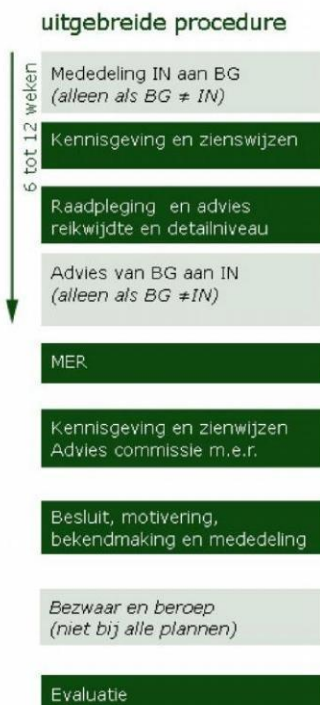 uitgebreide procedure
6 tot 12 weken
Mededeling IN aan BG
(alleen als BG ≠ IN)
Kennisgeving en zienswijzen
Raadpleging en advies
reikwijdte en detailniveau
Advies van BG aan IN
(alleen als BG ≠IN)
MER
Kennisgeving en zienwijzen
Advies commissie m.e.r.
Besluit, motivering,
bekendmaking en mededeling
Bezwaar en beroep
(niet bij alle plannen)
Evaluatie